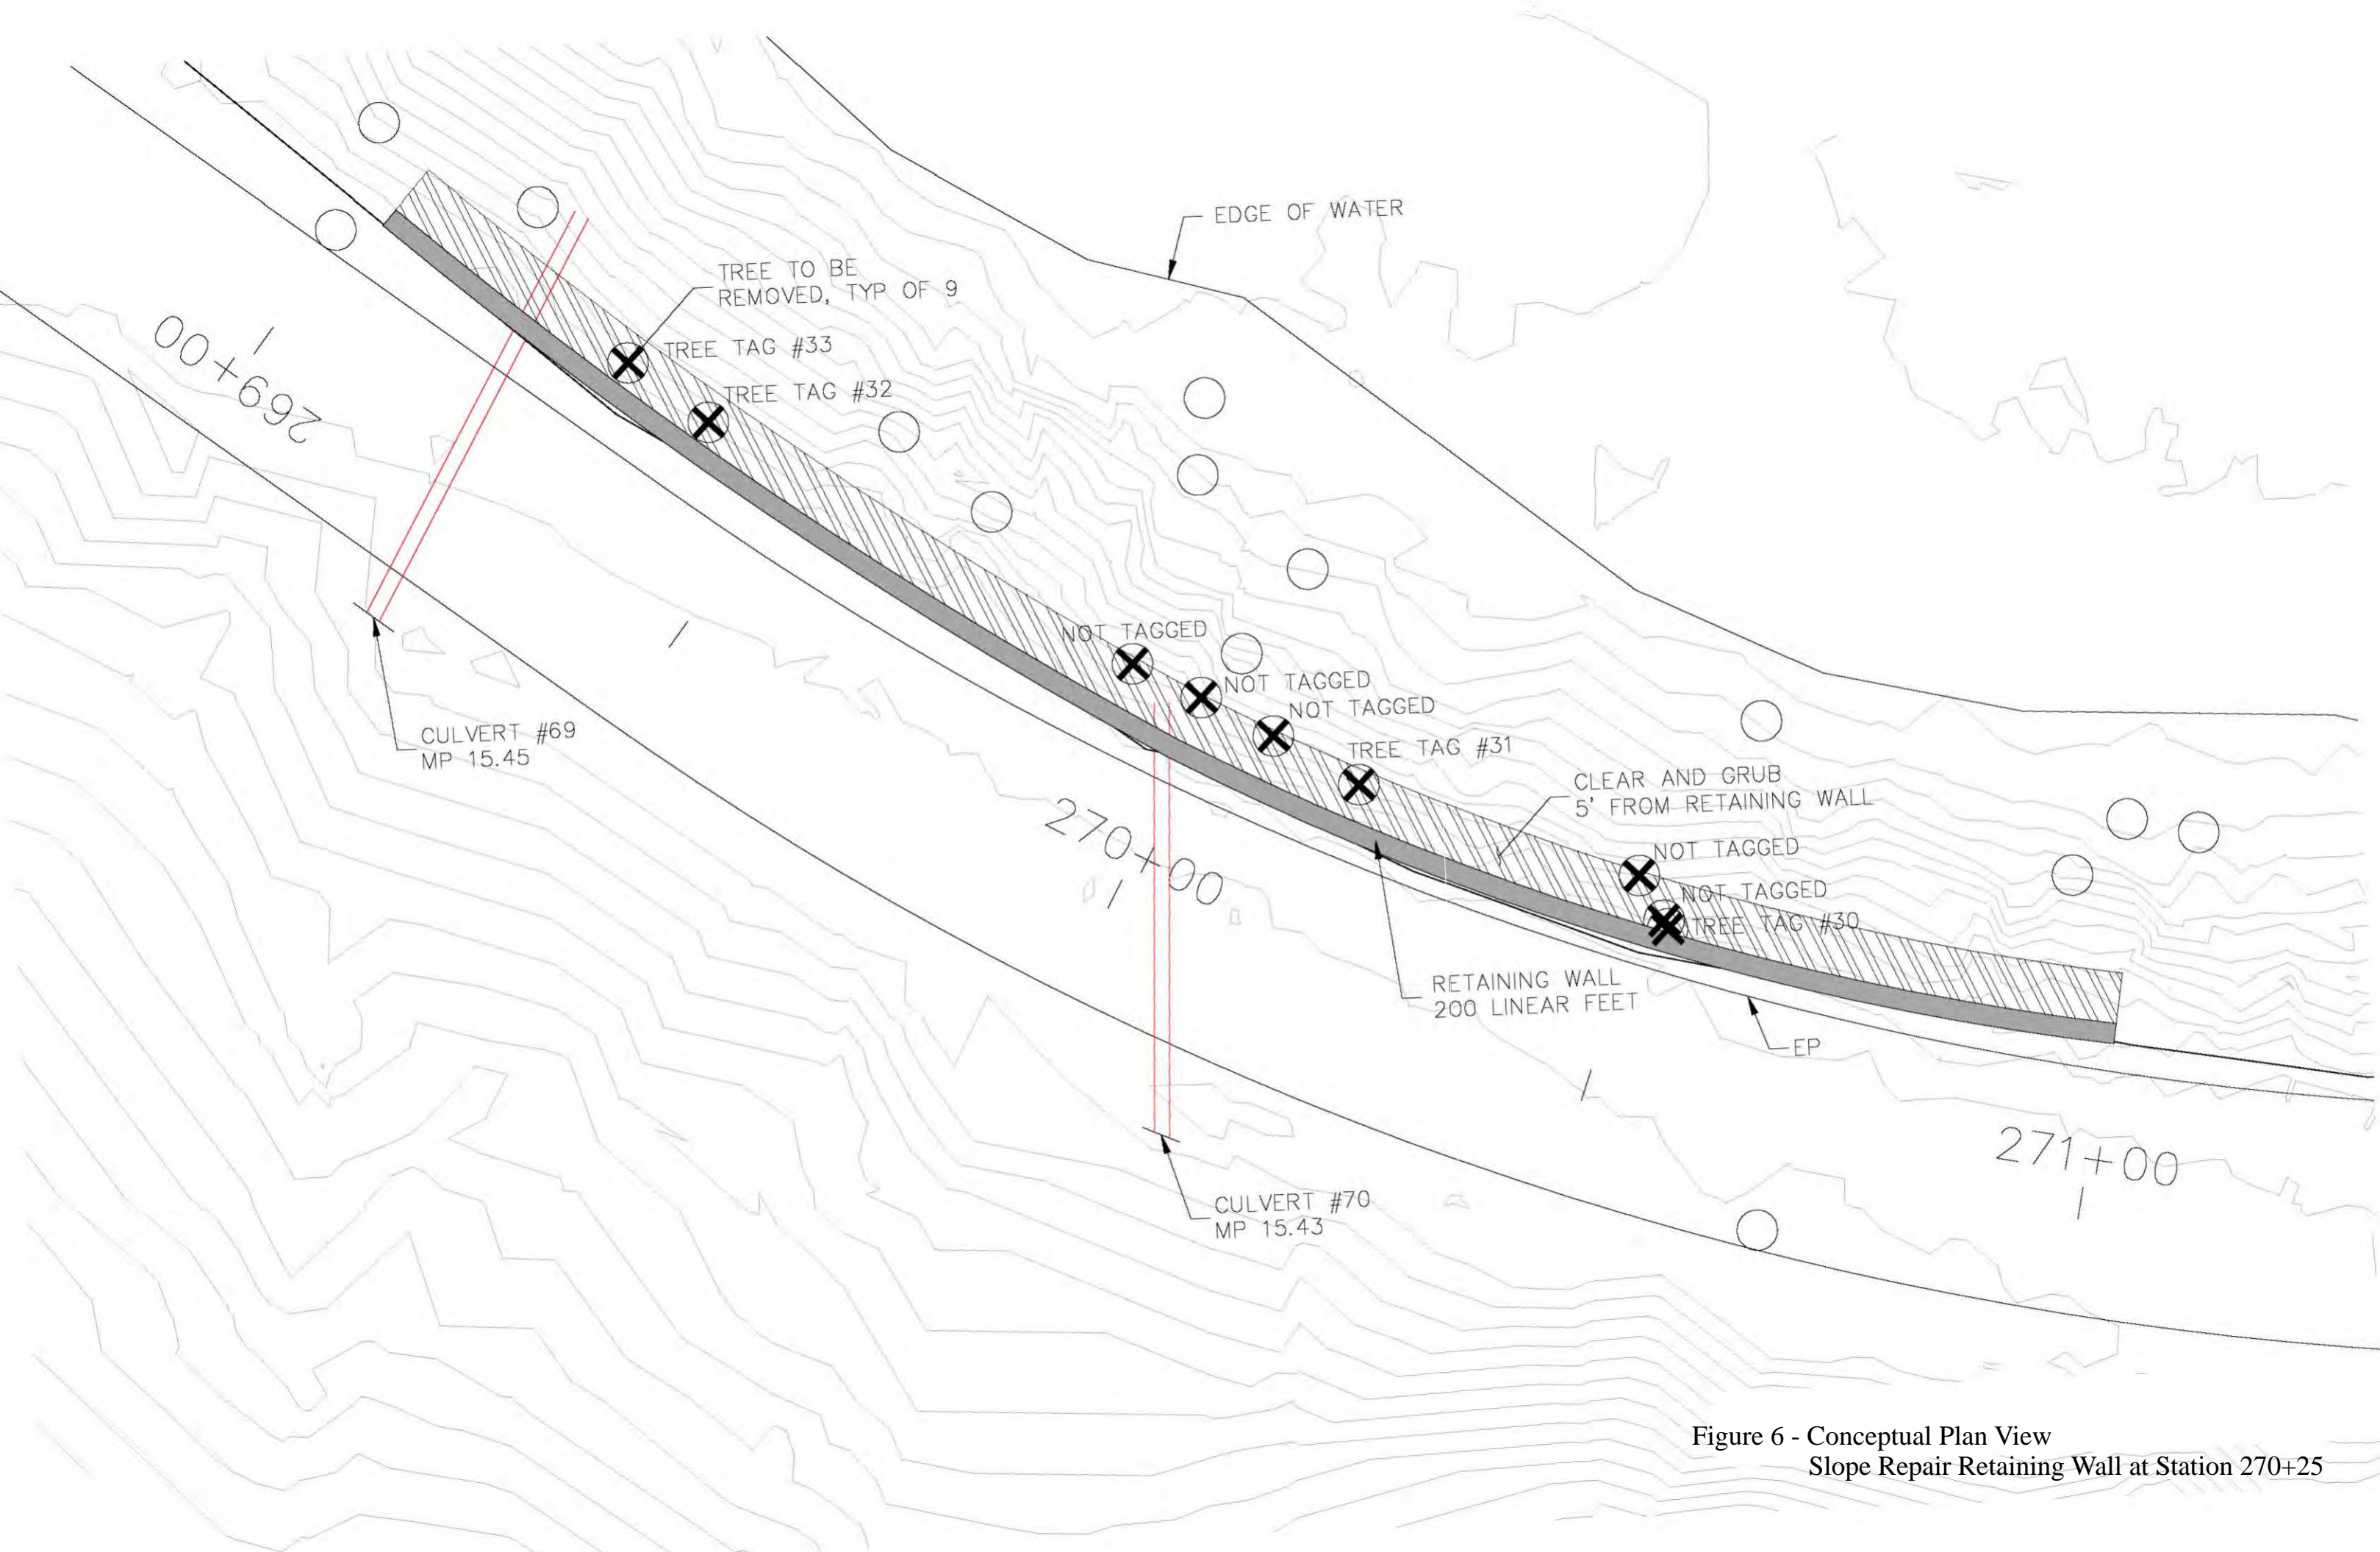 EDGE OF WATER
TREE TO BE
REMOVED, TYP OF 9
TREE TAG #33
TREE TAG #32
269+00
NOT TAGGED
NOT TAGGED
NOT TAGGED
TREE TAG #31
CULVERT #69
MP 15.45
CLEAR AND GRUB
5' FROM RETAINING WALL
270+00
NOT TAGGED
NOT TAGGED
TREE TAG #30
RETAINING WALL
200 LINEAR FEET
EP
271+00
CULVERT #70
MP 15.43
Figure 6 - Conceptual Plan View
Slope Repair Retaining Wall at Station 270+25